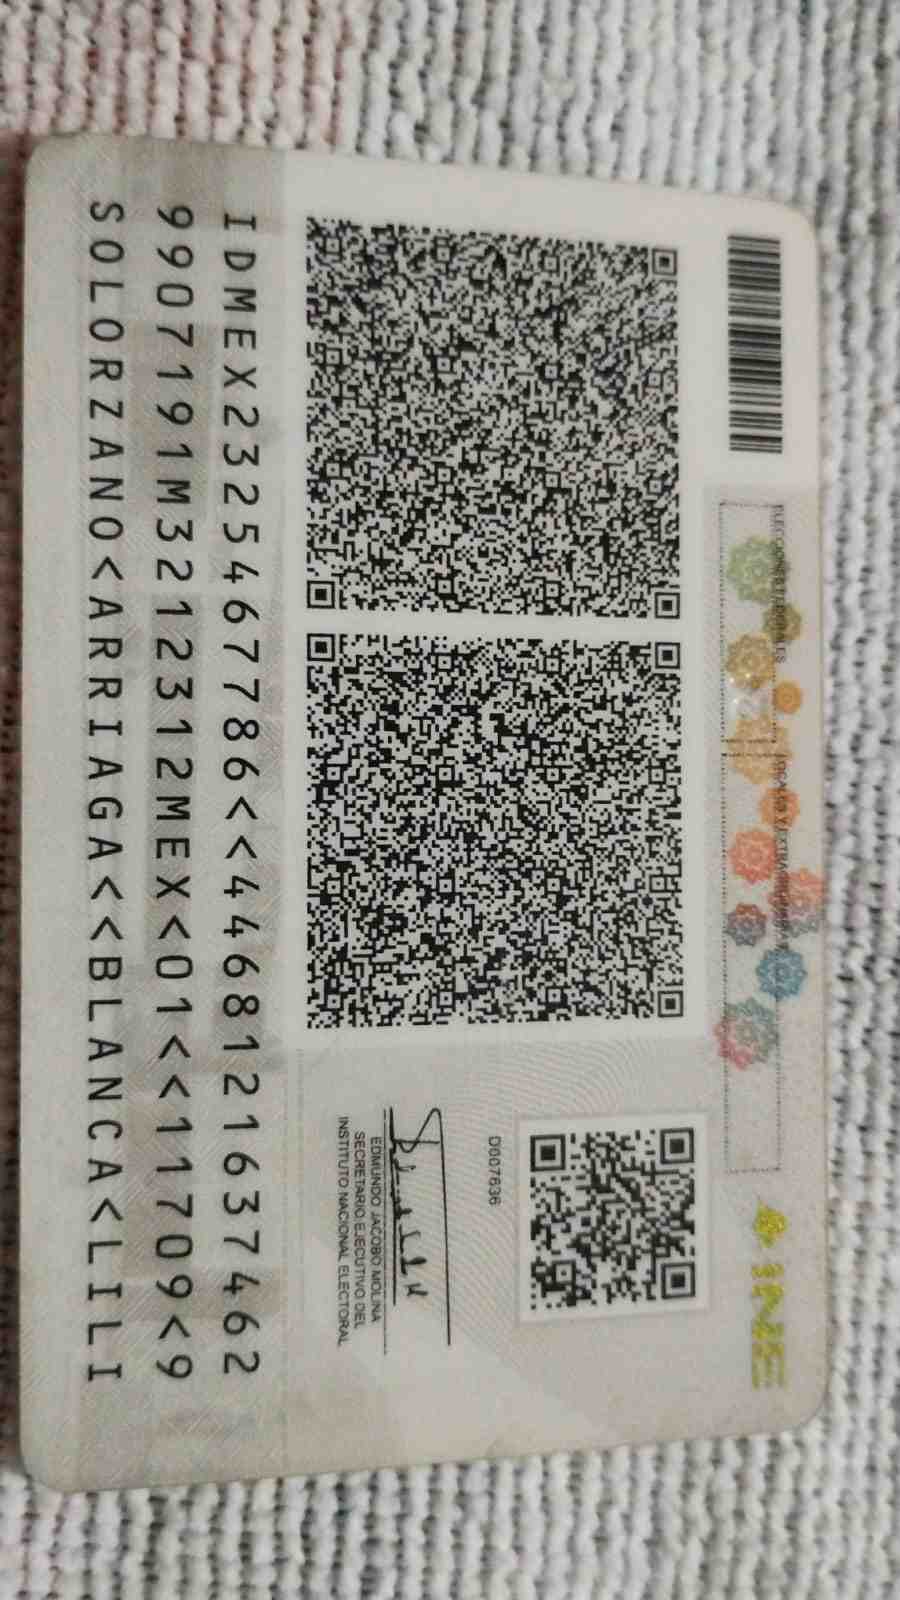 ELECCIONES FEDERALES
LOCALES Y EXTRAORDINARIAS
INE
D007636
EDMUNDO JACOBO MOLINA
SECRETARIO EJECUTIVO DEL
INSTITUTO NACIONAL ELECTORAL
IDMEX2325467786<<4468121637462
9907191M3212312MEX<01<<11709<9
SOLORZANO<ARRIAGA<<BLANCA<LILI